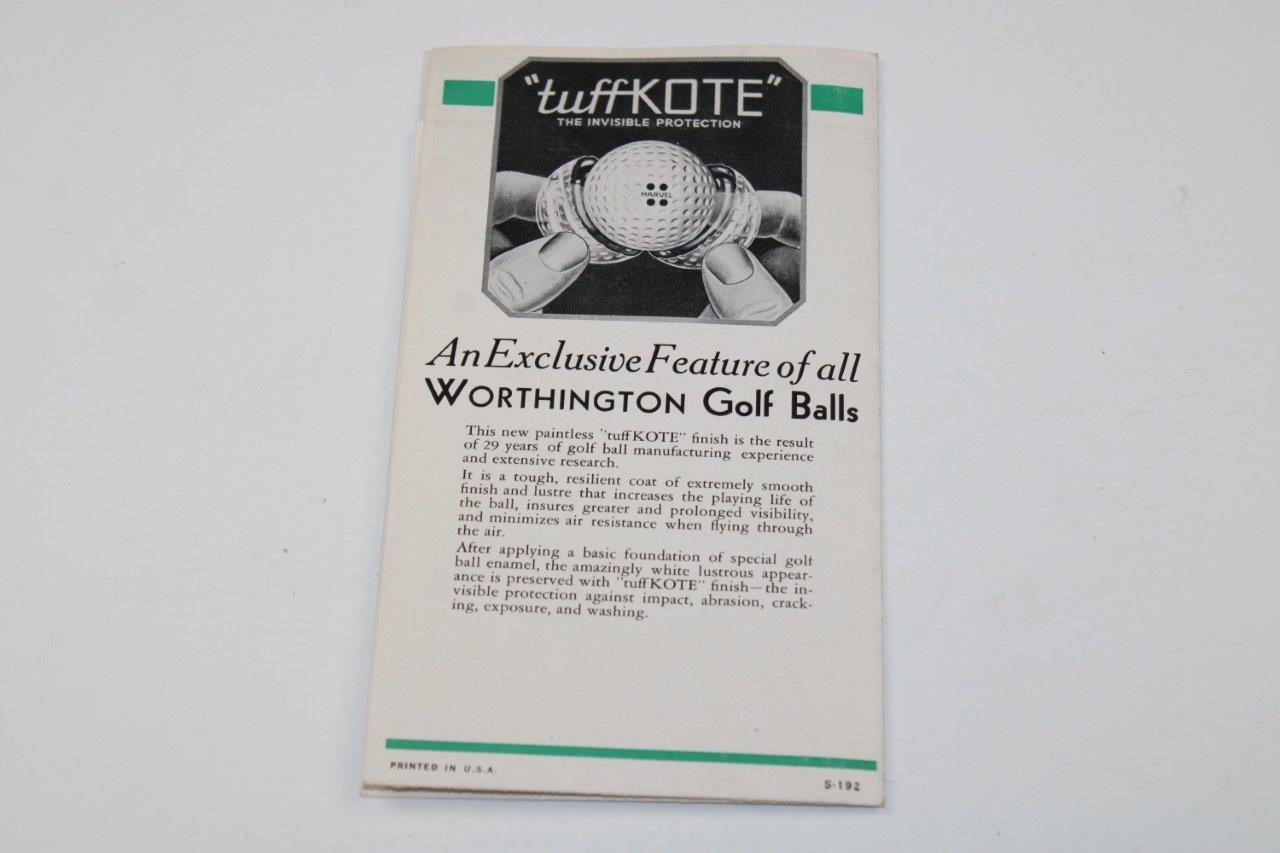 "tuffKOTE"
THE INVISIBLE PROTECTION
MARVEL
An Exclusive Feature of all
WORTHINGTON Golf Balls
This new paintless "tuffKOTE" finish is the result
of 29 years of golf ball manufacturing experience
and extensive research.
It is a tough, resilient coat of extremely smooth
finish and lustre that increases the playing life of
the ball, insures greater and prolonged visibility,
and minimizes air resistance when flying through
the air.
After applying a basic foundation of special golf
ball enamel, the amazingly white lustrous appear-
ance is preserved with "tuffKOTE" finish—the in-
visible protection against impact, abrasion, crack-
ing, exposure, and washing.
PRINTED IN U.S.A.
S-192